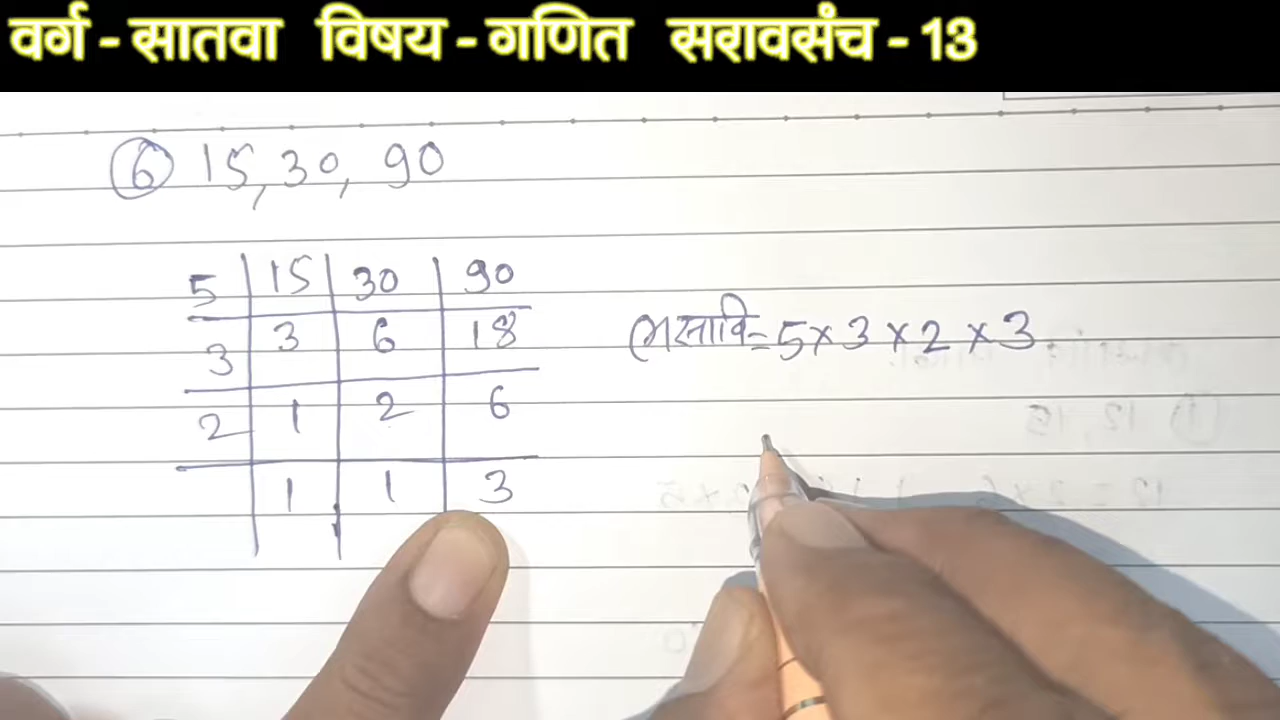 वर्ग - सातवा विषय - गणित सरावसंच - 13
6 15, 30, 90
5 15 30 90
3 3 6 18
2 1 2 6
1 1 3
लसावि = 5 × 3 × 2 × 3